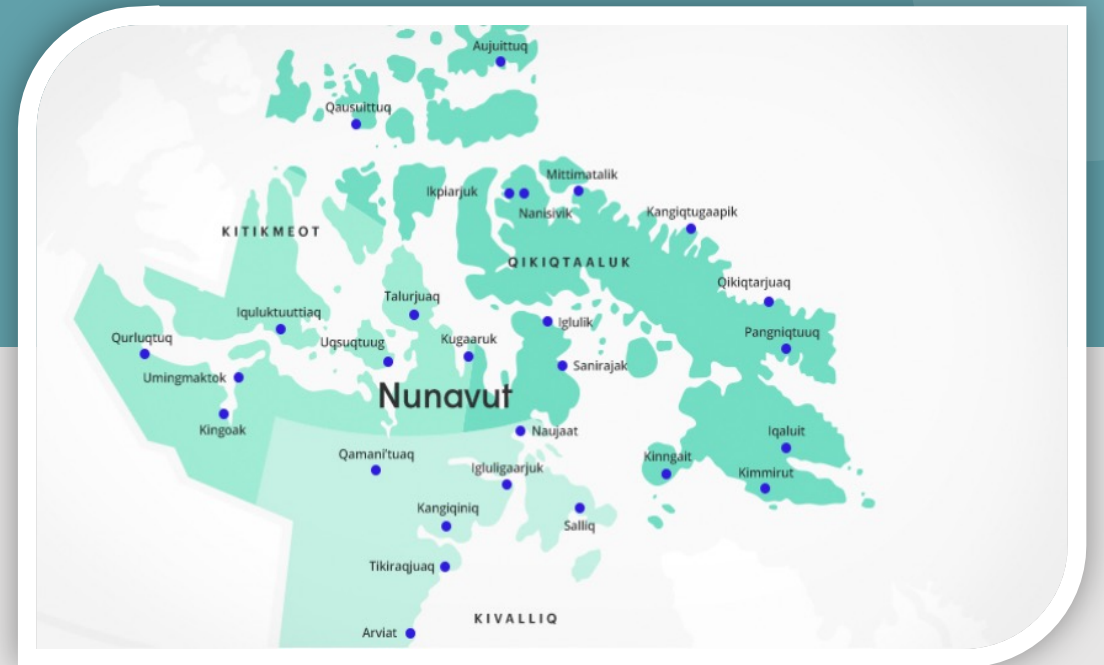 Aujuittuq
Qausuittuq
Mittimatalik
Ikpiarjuk
Nanisivik
Kangiqtugaapik
KITIKMEOT
QIKIQTAALUK
Qikiqtarjuaq
Talurjuaq
Iquluktuuttiaq
Iglulik
Pangniqtuuq
Qurluqtuq
Uqsuqtuug
Kugaaruk
Sanirajak
Umingmaktok
Nunavut
Kingoak
Naujaat
Iqaluit
Qamani'tuaq
Igluligaarjuk
Kinngait
Kimmirut
Kangiqiniq
Salliq
Tikiraqjuaq
KIVALLIQ
Arviat